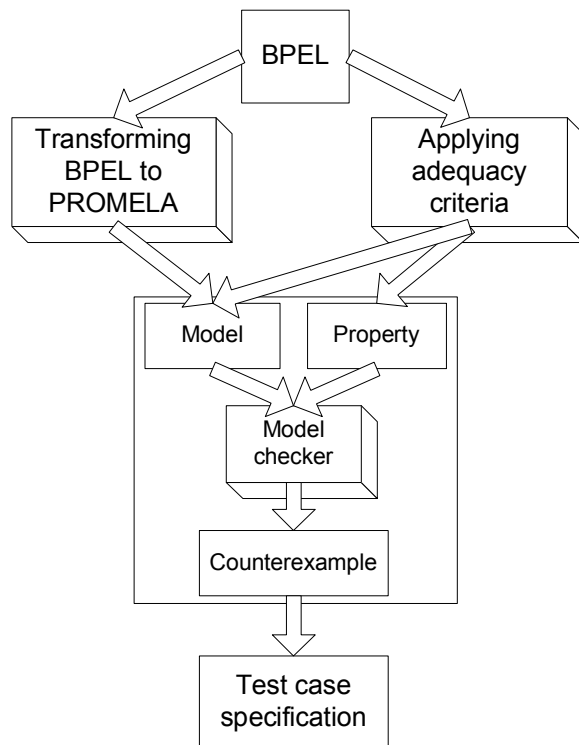 BPEL
Transforming
BPEL to
PROMELA
Applying
adequacy
criteria
Model
Property
Model
checker
Counterexample
Test case
specification